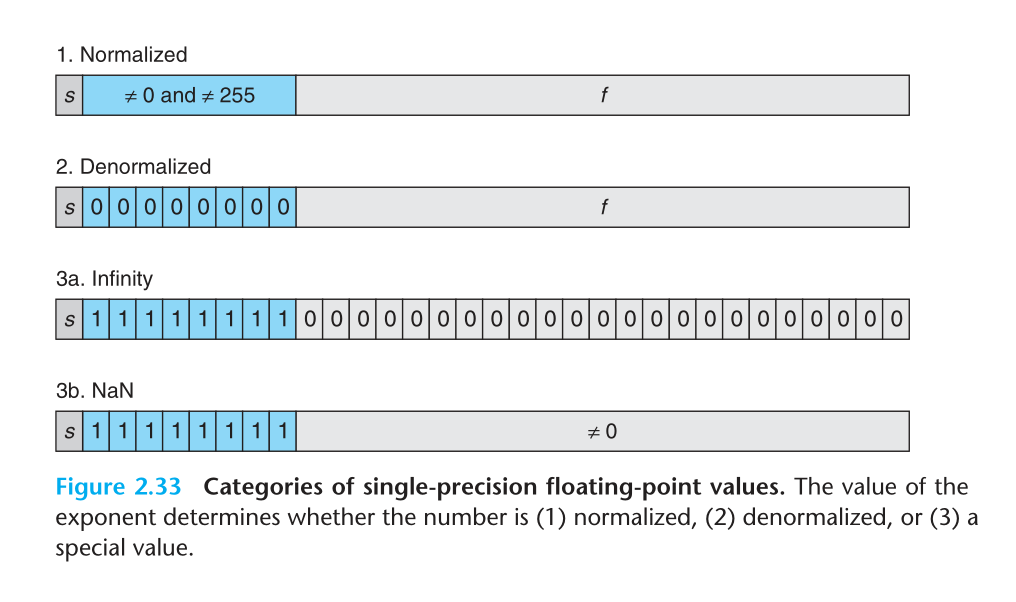 1. Normalized
s ≠ 0 and ≠ 255 f
2. Denormalized
s 0 0 0 0 0 0 0 0 f
3a. Infinity
s 1 1 1 1 1 1 1 1 0 0 0 0 0 0 0 0 0 0 0 0 0 0 0 0 0 0 0 0 0 0 0
3b. NaN
s 1 1 1 1 1 1 1 1 ≠ 0
Figure 2.33 Categories of single-precision floating-point values. The value of the
exponent determines whether the number is (1) normalized, (2) denormalized, or (3) a
special value.